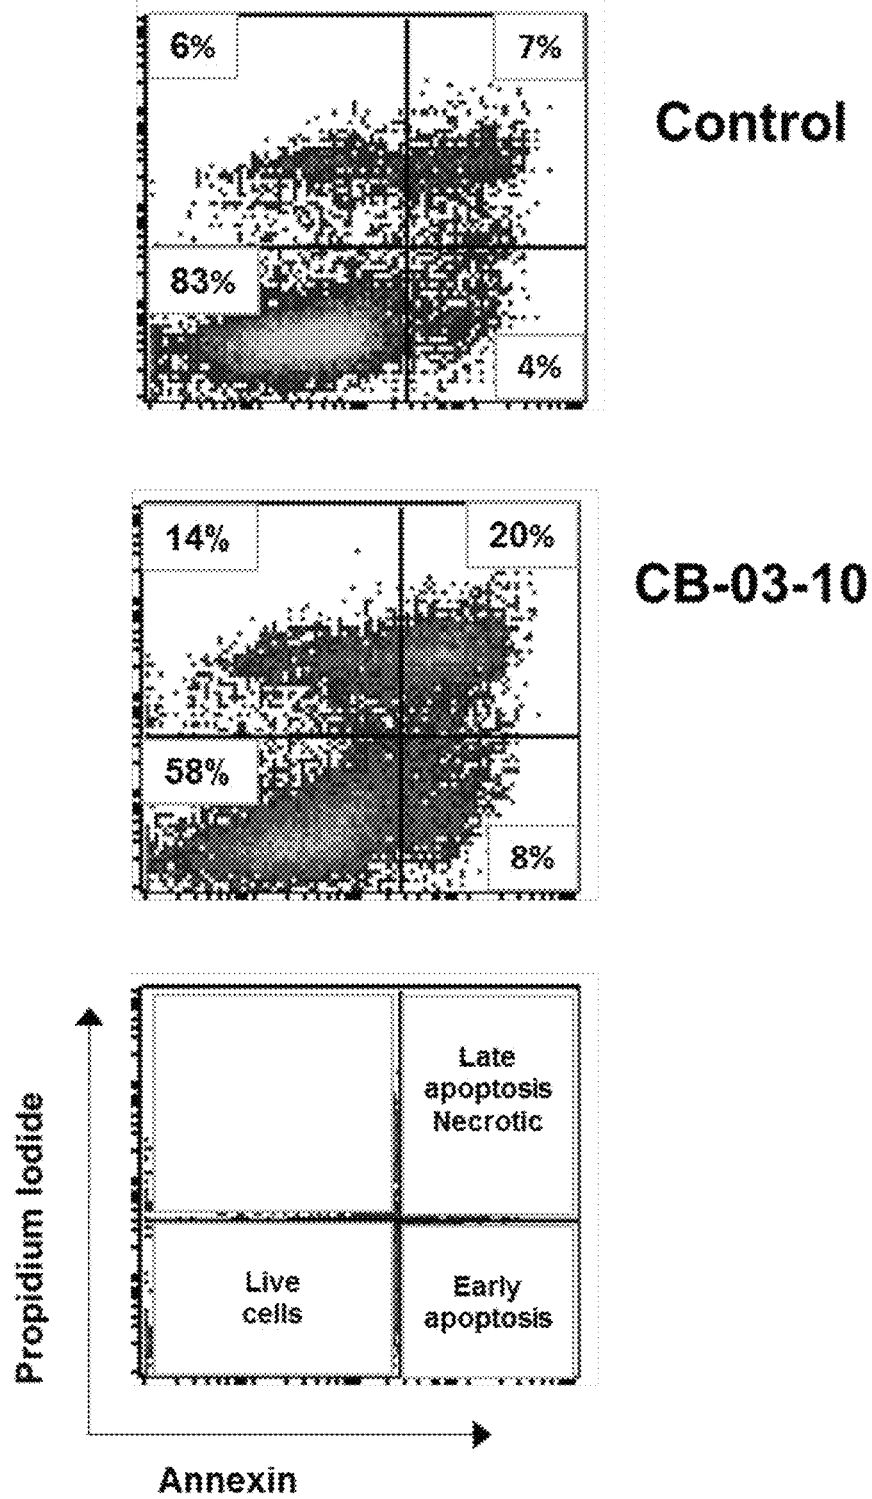 6%
7%
Control
83%
4%
14%
20%
CB-03-10
58%
8%
Late
apoptosis
Necrotic
Live
cells
Early
apoptosis
Propidium Iodide
Annexin